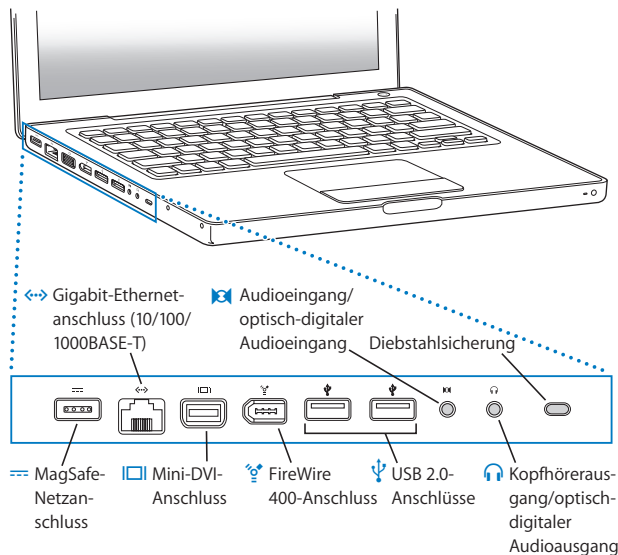 Gigabit-Ethernet-
anschluss (10/100/
1000BASE-T)
Audioeingang/
optisch-digitaler
Audioeingang
Diebstahlsicherung
MagSafe-
Netzan-
schluss
Mini-DVI-
Anschluss
FireWire
400-Anschluss
USB 2.0-
Anschlüsse
Kopfhöreraus-
gang/optisch-
digitaler
Audioausgang